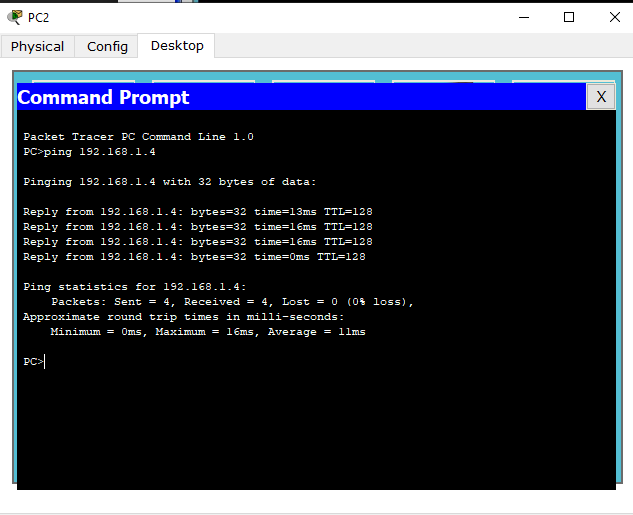 PC2
Physical Config Desktop
Command Prompt X
Packet Tracer PC Command Line 1.0
PC>ping 192.168.1.4
Pinging 192.168.1.4 with 32 bytes of data:
Reply from 192.168.1.4: bytes=32 time=13ms TTL=128
Reply from 192.168.1.4: bytes=32 time=16ms TTL=128
Reply from 192.168.1.4: bytes=32 time=16ms TTL=128
Reply from 192.168.1.4: bytes=32 time=0ms TTL=128
Ping statistics for 192.168.1.4:
Packets: Sent = 4, Received = 4, Lost = 0 (0% loss),
Approximate round trip times in milli-seconds:
Minimum = 0ms, Maximum = 16ms, Average = 11ms
PC>